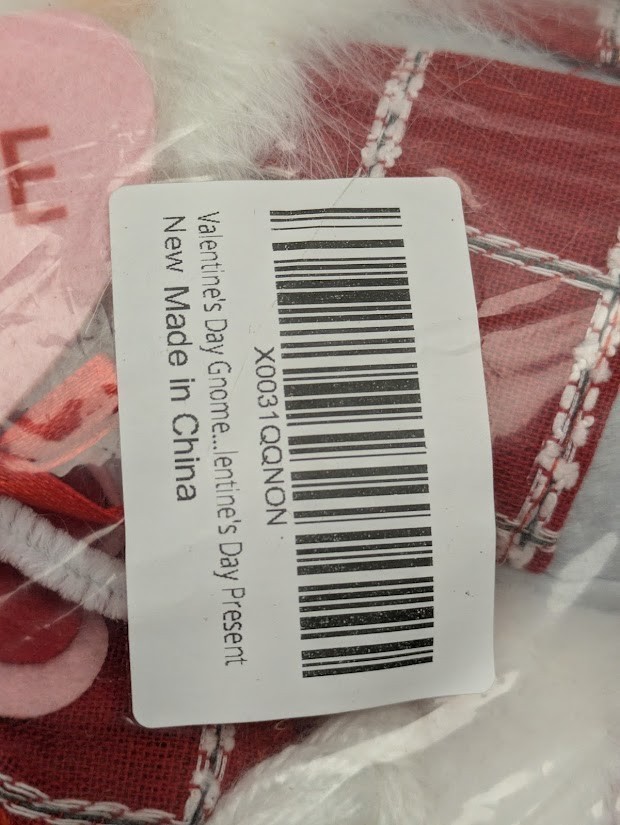 X0031QQNON
Valentine's Day Gnome...lentine's Day Present
New Made in China
E